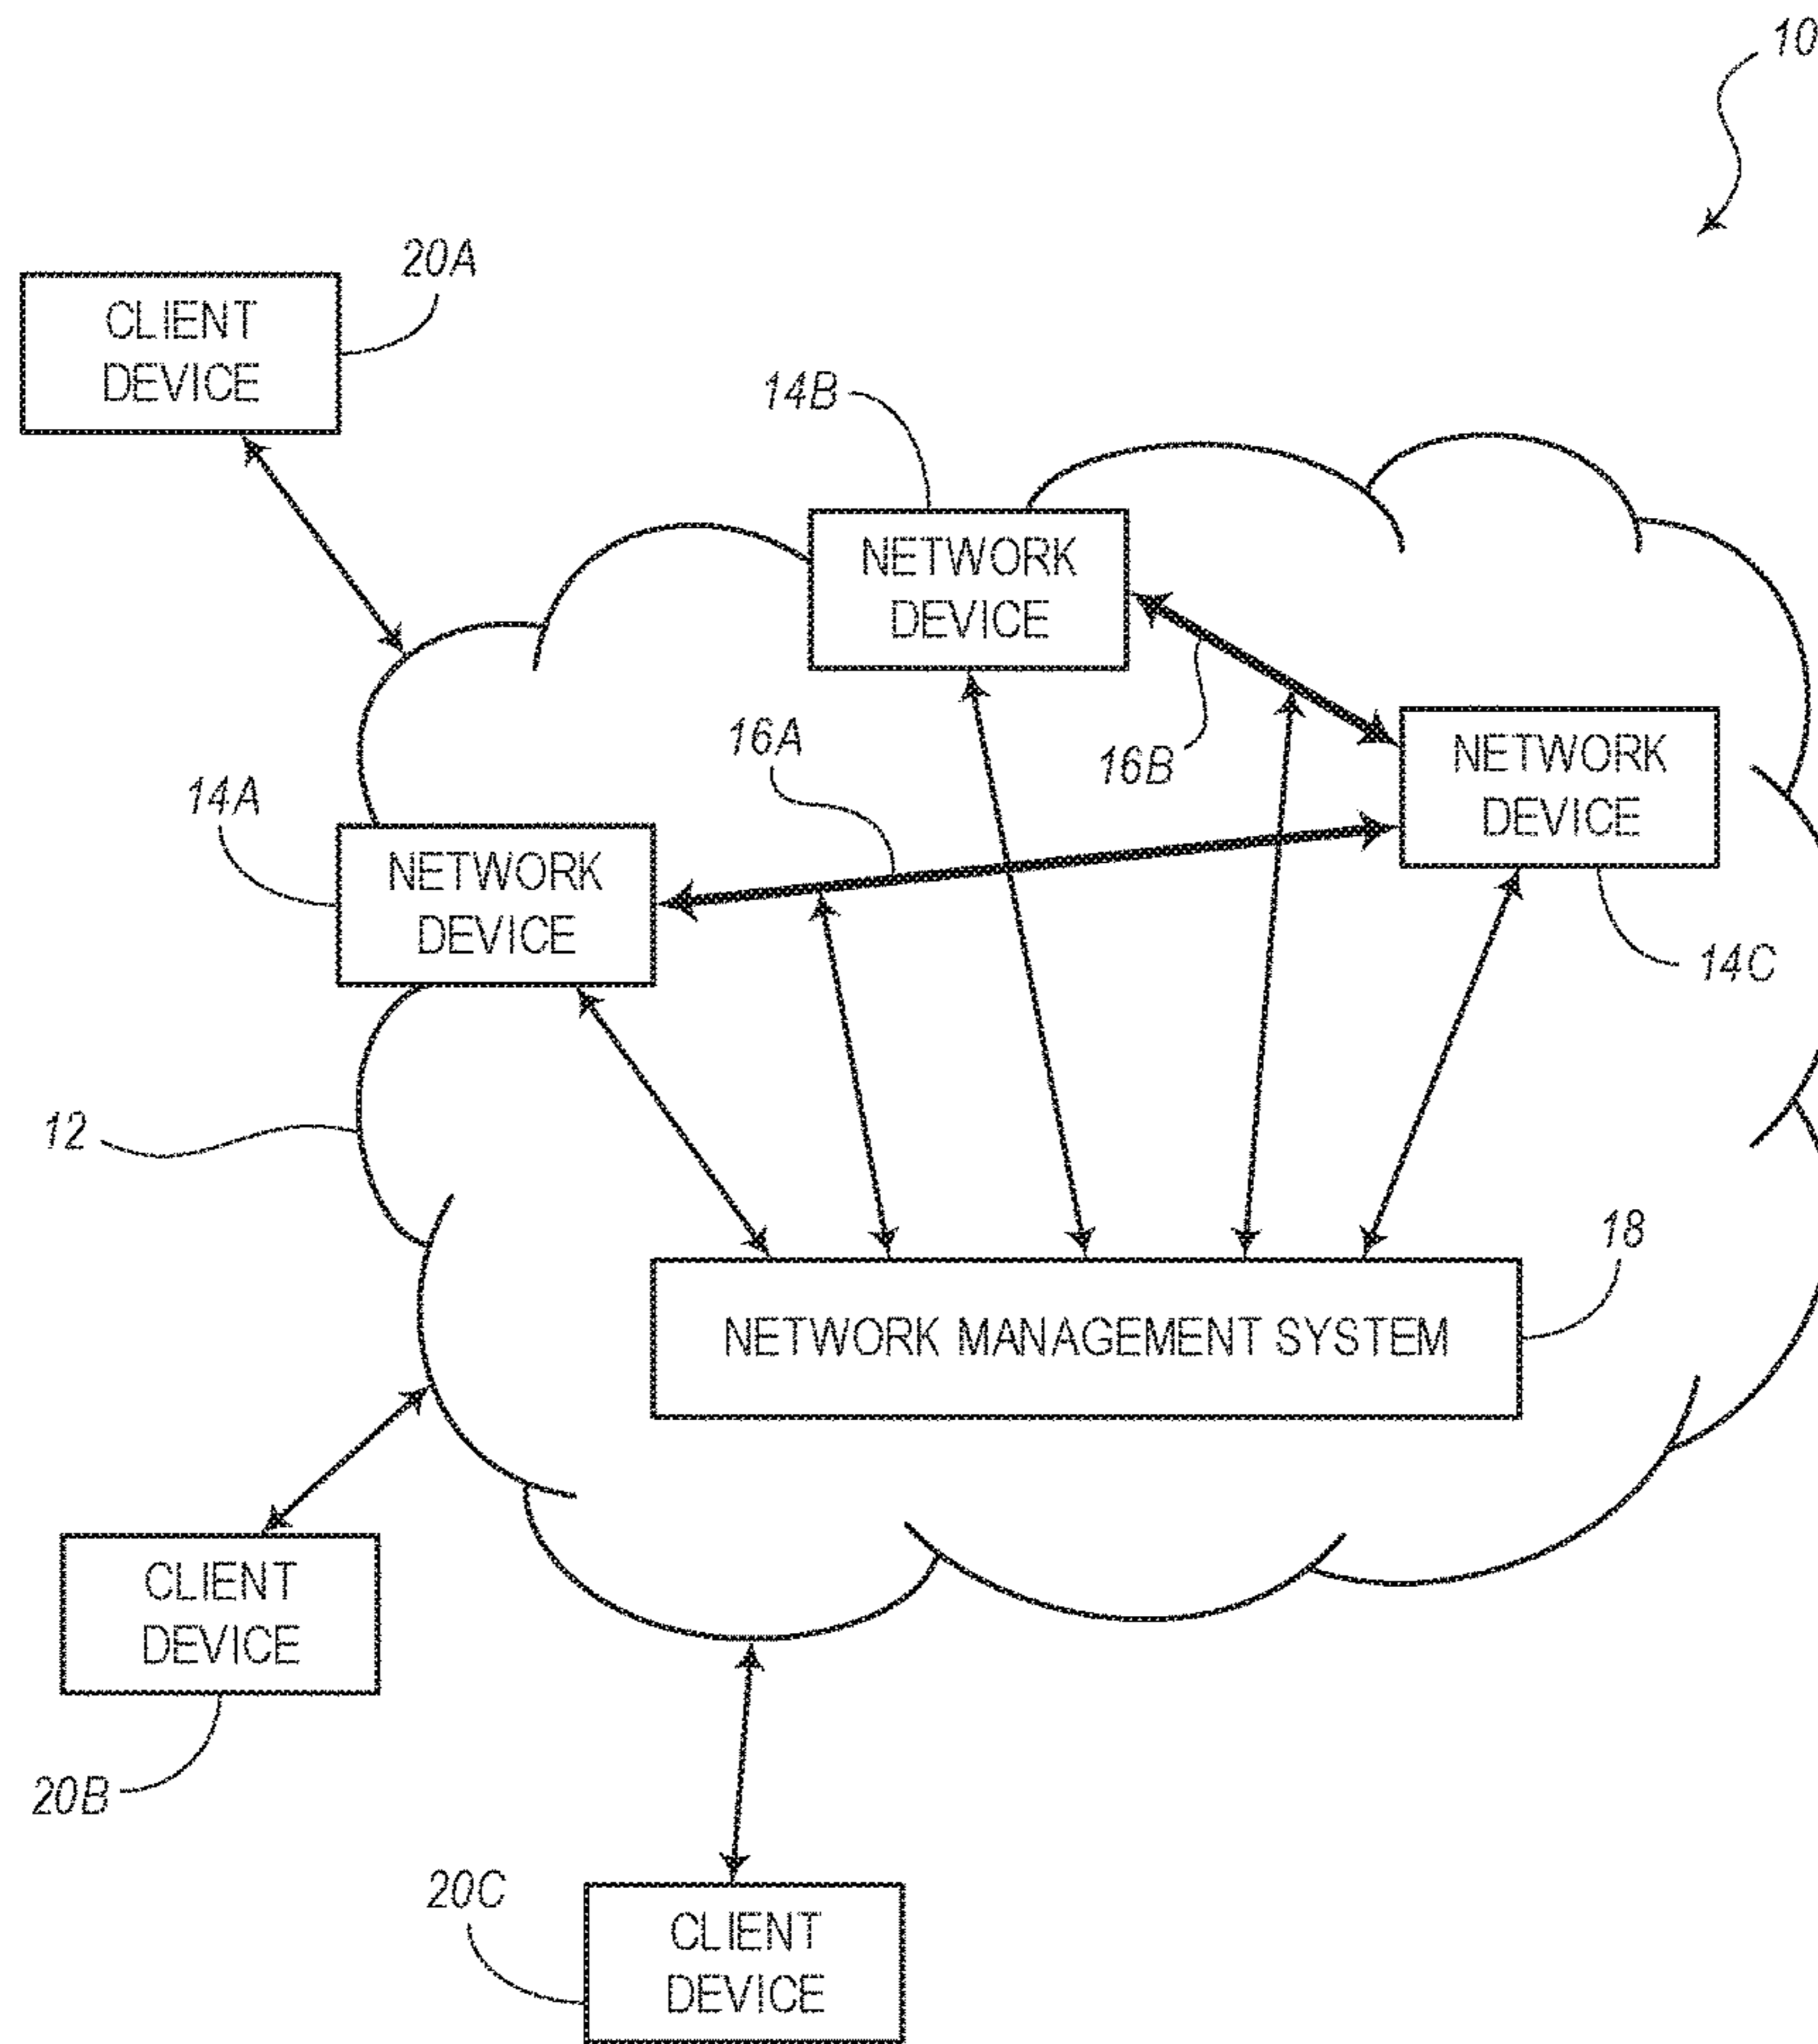 10
20A
CLIENT
DEVICE
14B
NETWORK
DEVICE
16A
16B
NETWORK
DEVICE
14A
NETWORK
DEVICE
14C
12
18
NETWORK MANAGEMENT SYSTEM
CLIENT
DEVICE
20B
20C
CLIENT
DEVICE